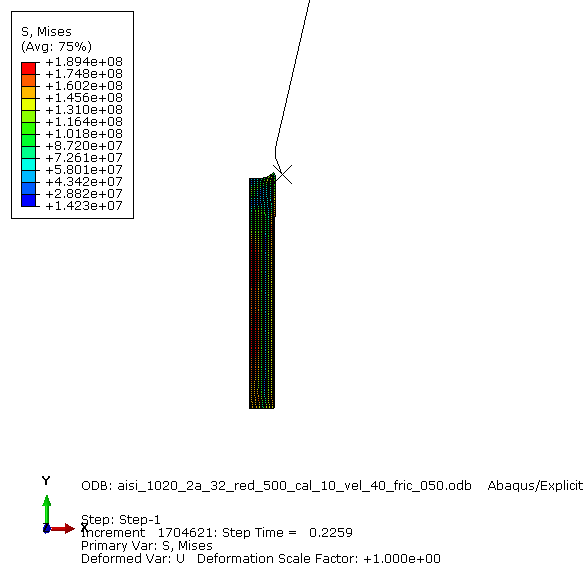 S, Mises
(Avg: 75%)
+1.894e+08
+1.748e+08
+1.602e+08
+1.456e+08
+1.310e+08
+1.164e+08
+1.018e+08
+8.720e+07
+7.261e+07
+5.801e+07
+4.342e+07
+2.882e+07
+1.423e+07
Y
X
ODB: aisi_1020_2a_32_red_500_cal_10_vel_40_fric_050.odb Abaqus/Explicit
Step: Step-1
Increment 1704621: Step Time = 0.2259
Primary Var: S, Mises
Deformed Var: U Deformation Scale Factor: +1.000e+00